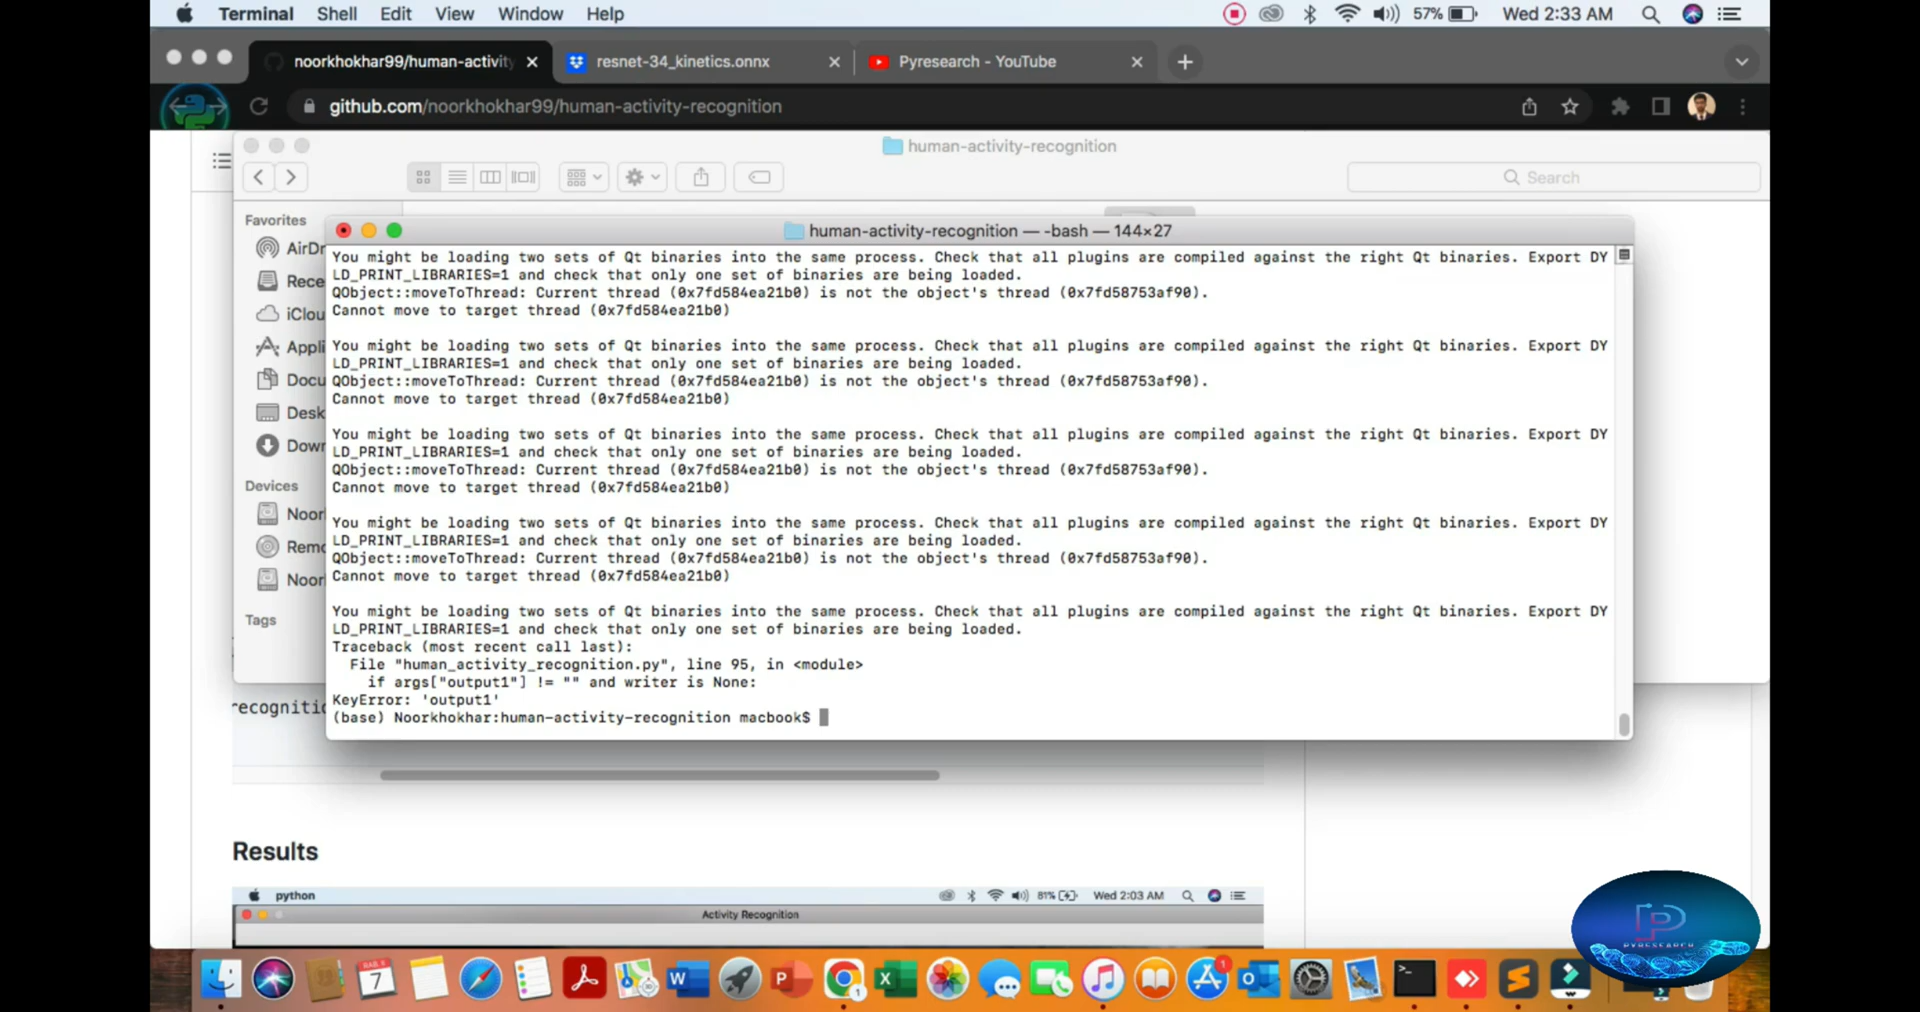 Terminal Shell Edit View Window Help 57% Wed 2:33 AM
noorkhokhar99/human-activity resnet-34_kinetics.onnx Pyresearch - YouTube
github.com/noorkhokhar99/human-activity-recognition
human-activity-recognition
Search
Favorites
AirDr
Rece
iClou
Appli
Docu
Desk
Down
Devices
Noor
Remo
Noor
Tags
human-activity-recognition — -bash — 144×27
You might be loading two sets of Qt binaries into the same process. Check that all plugins are compiled against the right Qt binaries. Export DY
LD_PRINT_LIBRARIES=1 and check that only one set of binaries are being loaded.
QObject::moveToThread: Current thread (0x7fd584ea21b0) is not the object's thread (0x7fd58753af90).
Cannot move to target thread (0x7fd584ea21b0)
You might be loading two sets of Qt binaries into the same process. Check that all plugins are compiled against the right Qt binaries. Export DY
LD_PRINT_LIBRARIES=1 and check that only one set of binaries are being loaded.
QObject::moveToThread: Current thread (0x7fd584ea21b0) is not the object's thread (0x7fd58753af90).
Cannot move to target thread (0x7fd584ea21b0)
You might be loading two sets of Qt binaries into the same process. Check that all plugins are compiled against the right Qt binaries. Export DY
LD_PRINT_LIBRARIES=1 and check that only one set of binaries are being loaded.
QObject::moveToThread: Current thread (0x7fd584ea21b0) is not the object's thread (0x7fd58753af90).
Cannot move to target thread (0x7fd584ea21b0)
You might be loading two sets of Qt binaries into the same process. Check that all plugins are compiled against the right Qt binaries. Export DY
LD_PRINT_LIBRARIES=1 and check that only one set of binaries are being loaded.
QObject::moveToThread: Current thread (0x7fd584ea21b0) is not the object's thread (0x7fd58753af90).
Cannot move to target thread (0x7fd584ea21b0)
You might be loading two sets of Qt binaries into the same process. Check that all plugins are compiled against the right Qt binaries. Export DY
LD_PRINT_LIBRARIES=1 and check that only one set of binaries are being loaded.
Traceback (most recent call last):
File "human_activity_recognition.py", line 95, in <module>
if args["output1"] != "" and writer is None:
KeyError: 'output1'
(base) Noorkhokhar:human-activity-recognition macbook$
recognitio
Results
python 81% Wed 2:03 AM
Activity Recognition
PYRESEARCH
7